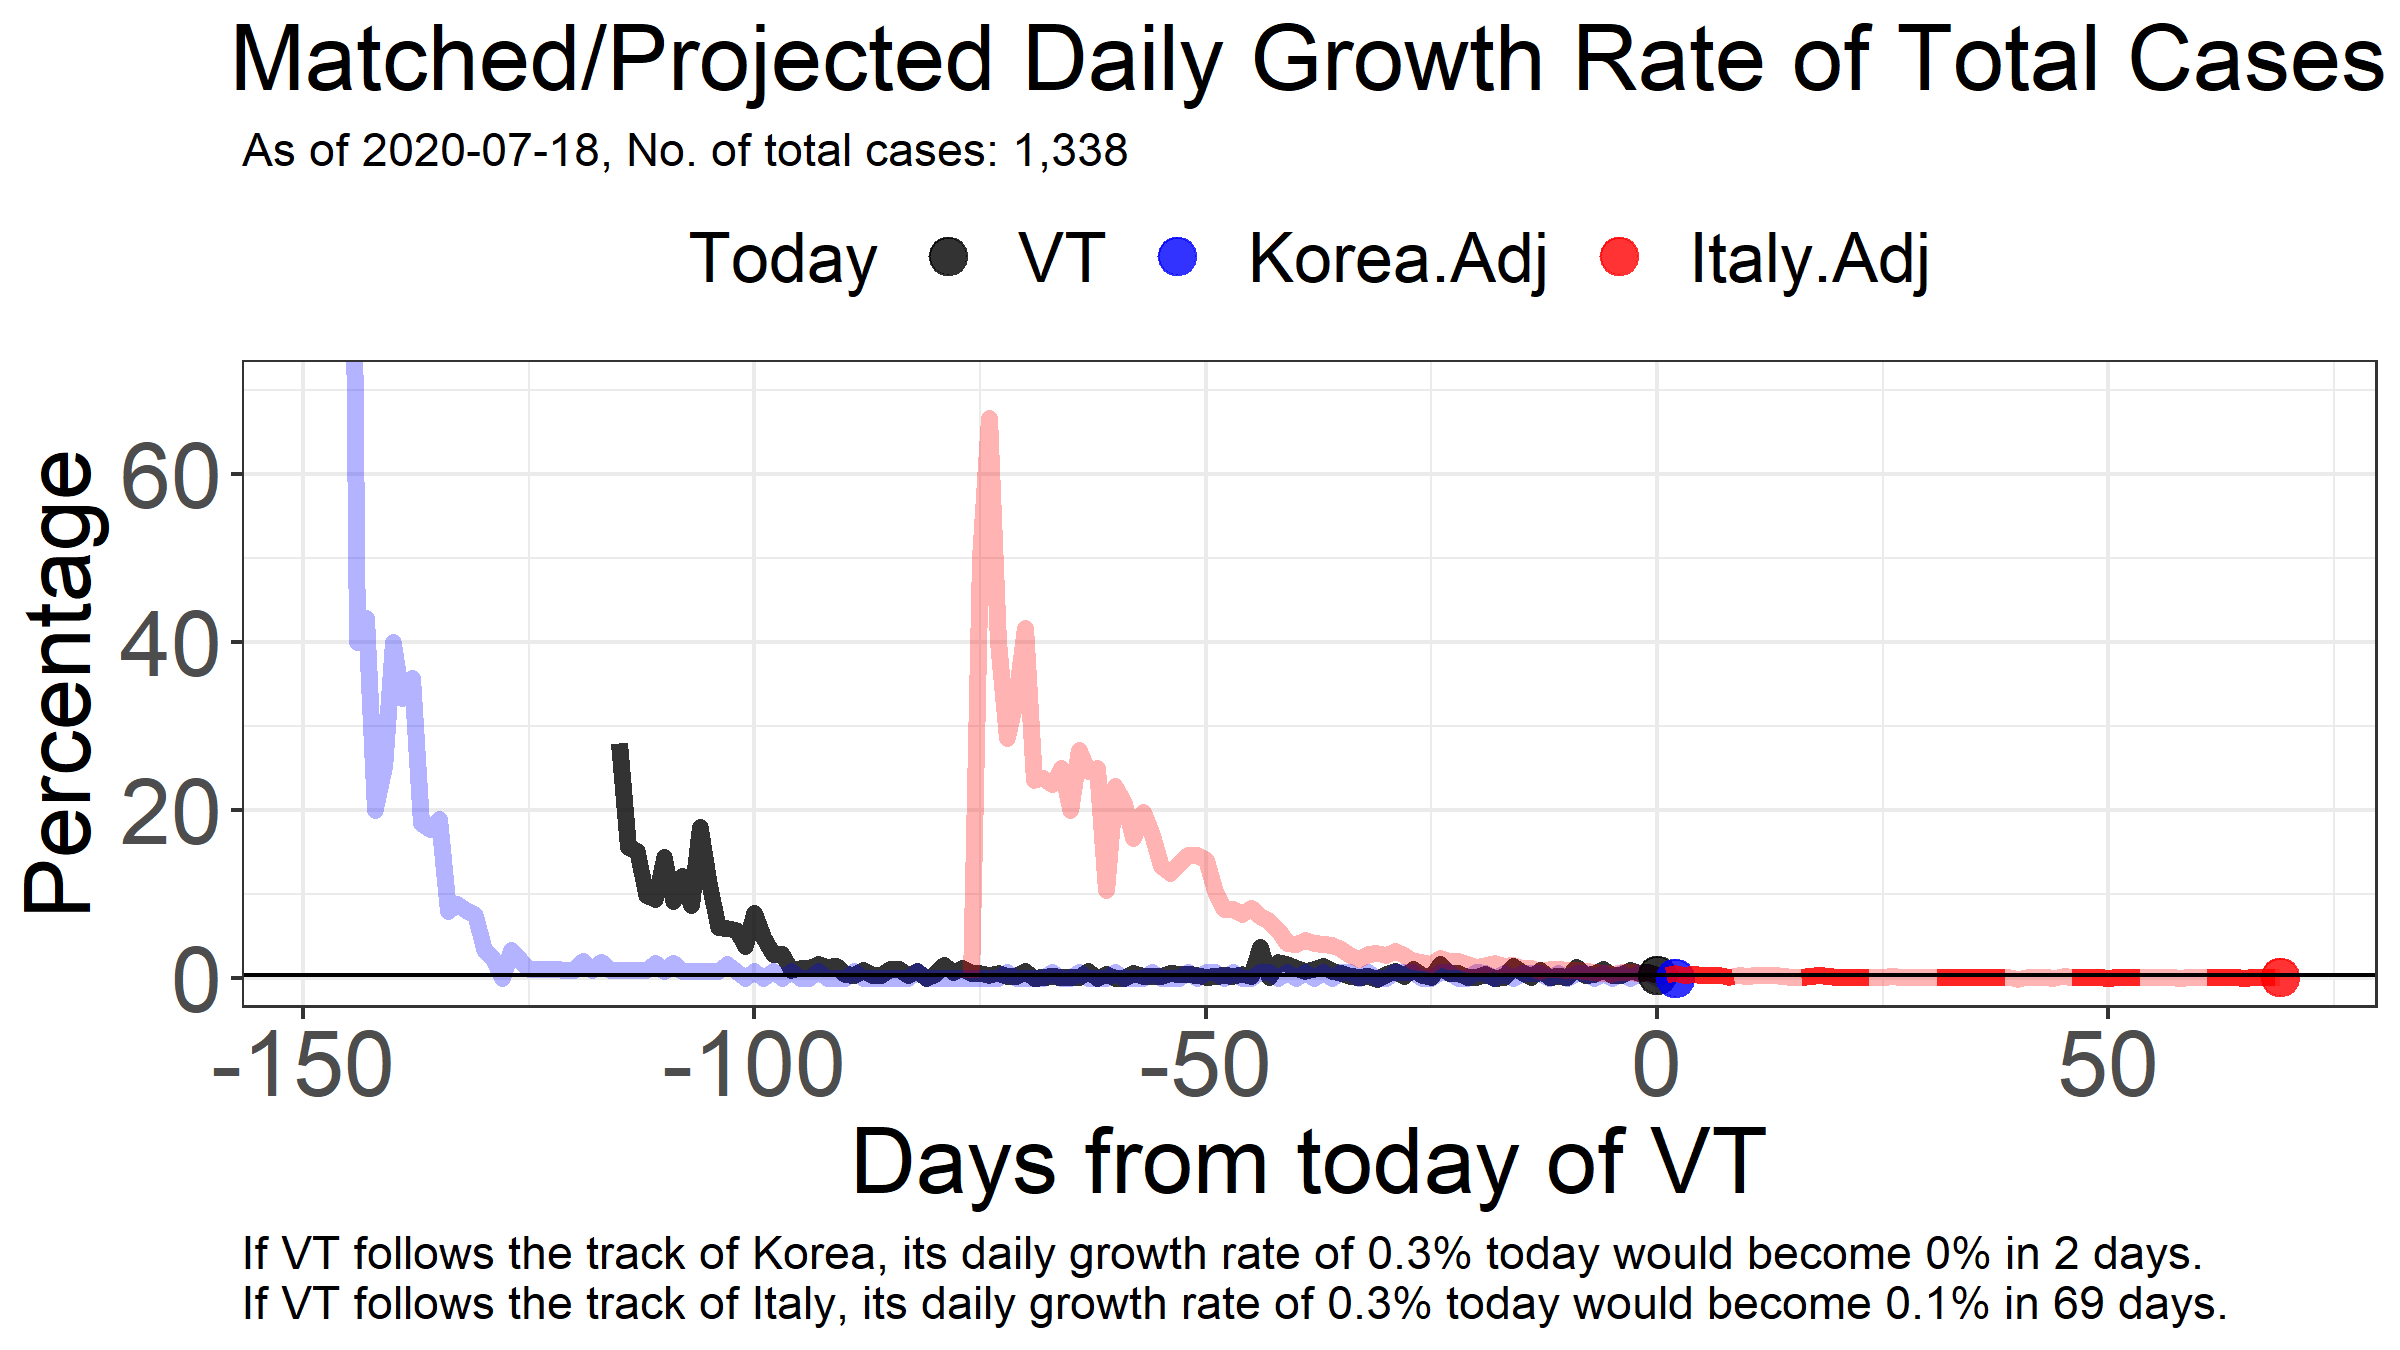 Matched/Projected Daily Growth Rate of Total Cases
As of 2020-07-18, No. of total cases: 1,338
Today VT Korea.Adj Italy.Adj
Percentage
60
40
20
0
-150 -100 -50 0 50
Days from today of VT
If VT follows the track of Korea, its daily growth rate of 0.3% today would become 0% in 2 days.
If VT follows the track of Italy, its daily growth rate of 0.3% today would become 0.1% in 69 days.